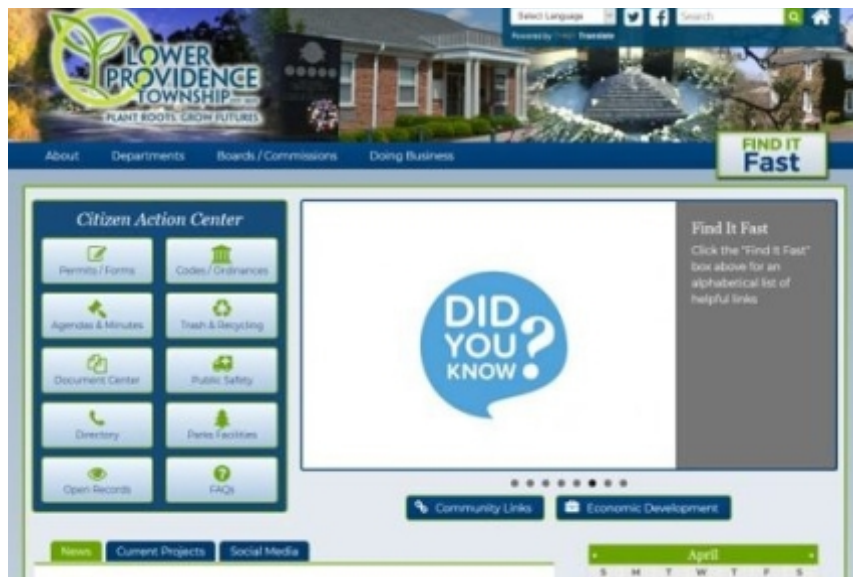 Select Language
Search
Powered by Translate
LOWER
PROVIDENCE
TOWNSHIP
PLANT ROOTS. GROW FUTURES
About Departments Boards / Commissions Doing Business
FIND IT
Fast
Citizen Action Center
Permits / Forms
Codes / Ordinances
Agendas & Minutes
Trash & Recycling
Document Center
Public Safety
Directory
Parks Facilities
Open Records
FAQs
DID
YOU
KNOW
?
Find It Fast
Click the "Find It Fast"
box above for an
alphabetical list of
helpful links
Community Links
Economic Development
News Current Projects Social Media
April
S M T W T F S